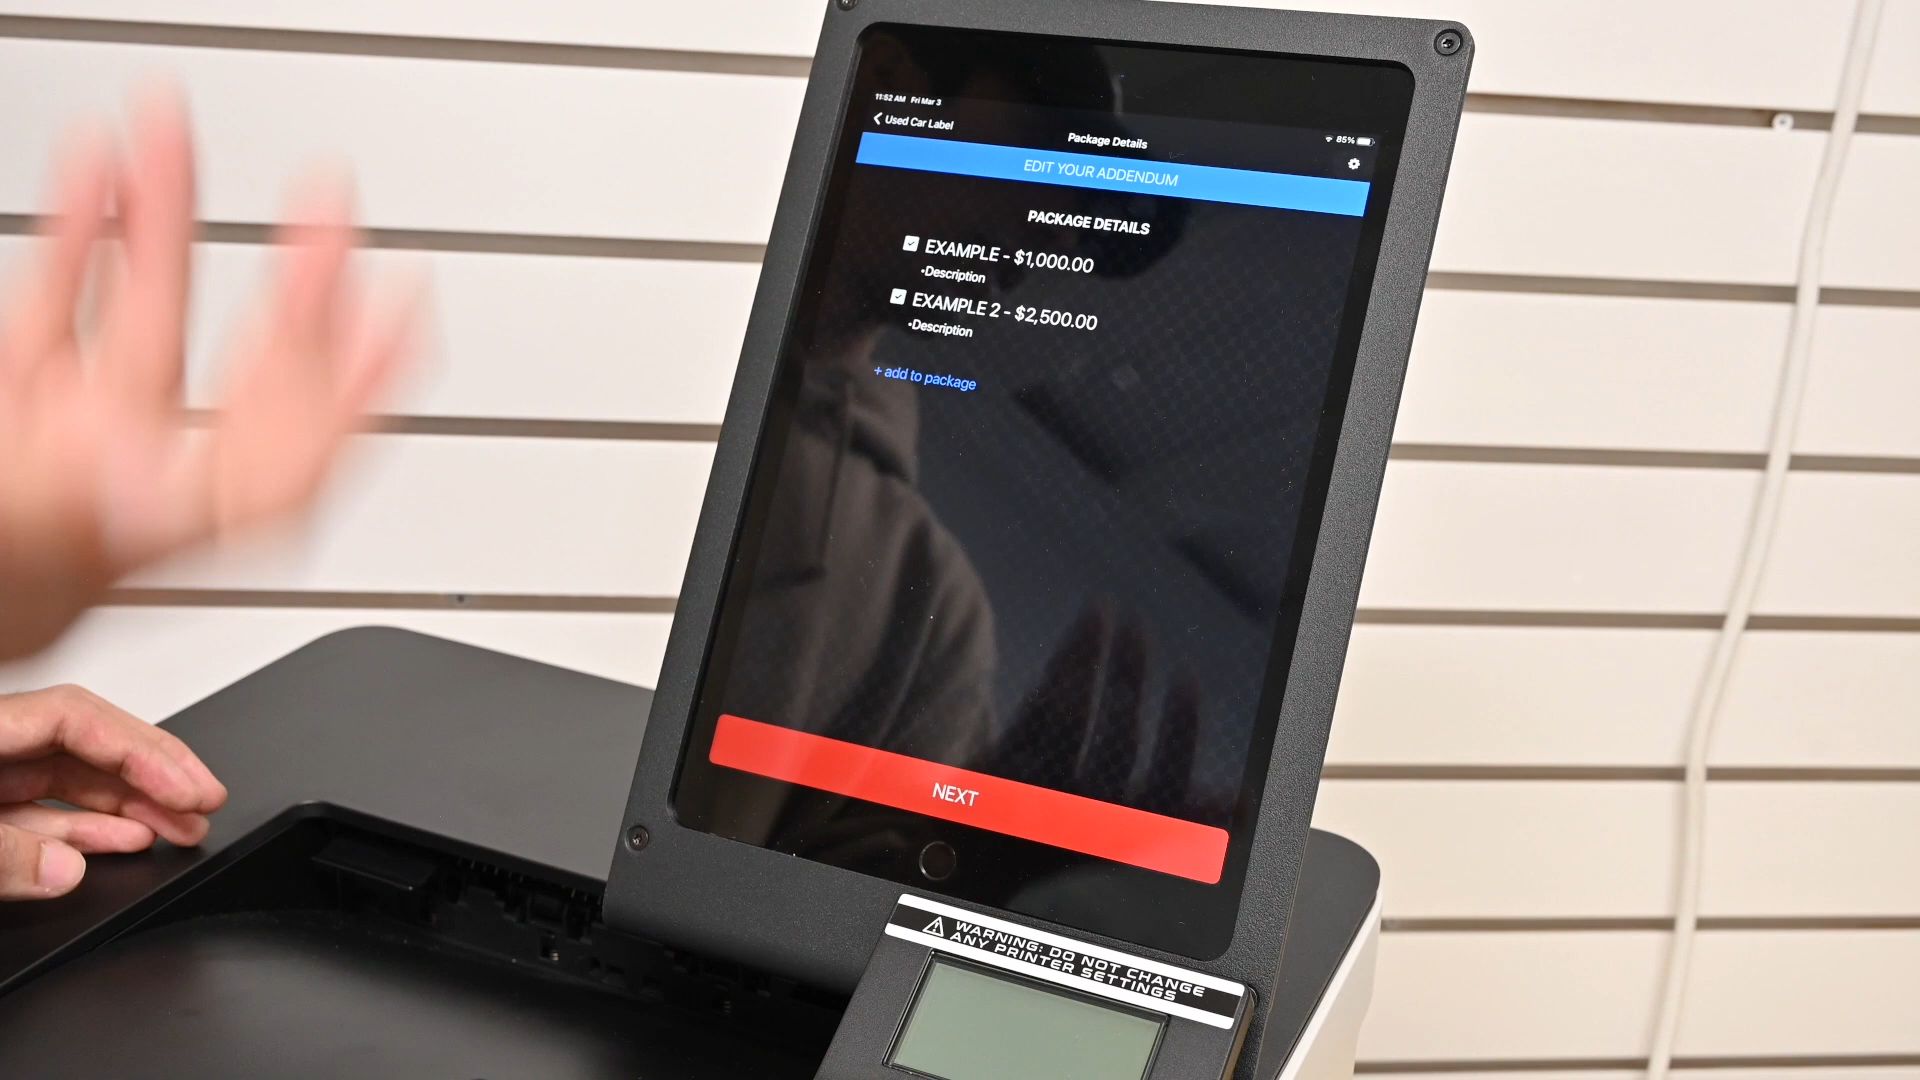 11:52 AM Fri Mar 3
Used Car Label
Package Details
85%
EDIT YOUR ADDENDUM
PACKAGE DETAILS
EXAMPLE - $1,000.00
•Description
EXAMPLE 2 - $2,500.00
•Description
+ add to package
NEXT
WARNING: DO NOT CHANGE
ANY PRINTER SETTINGS